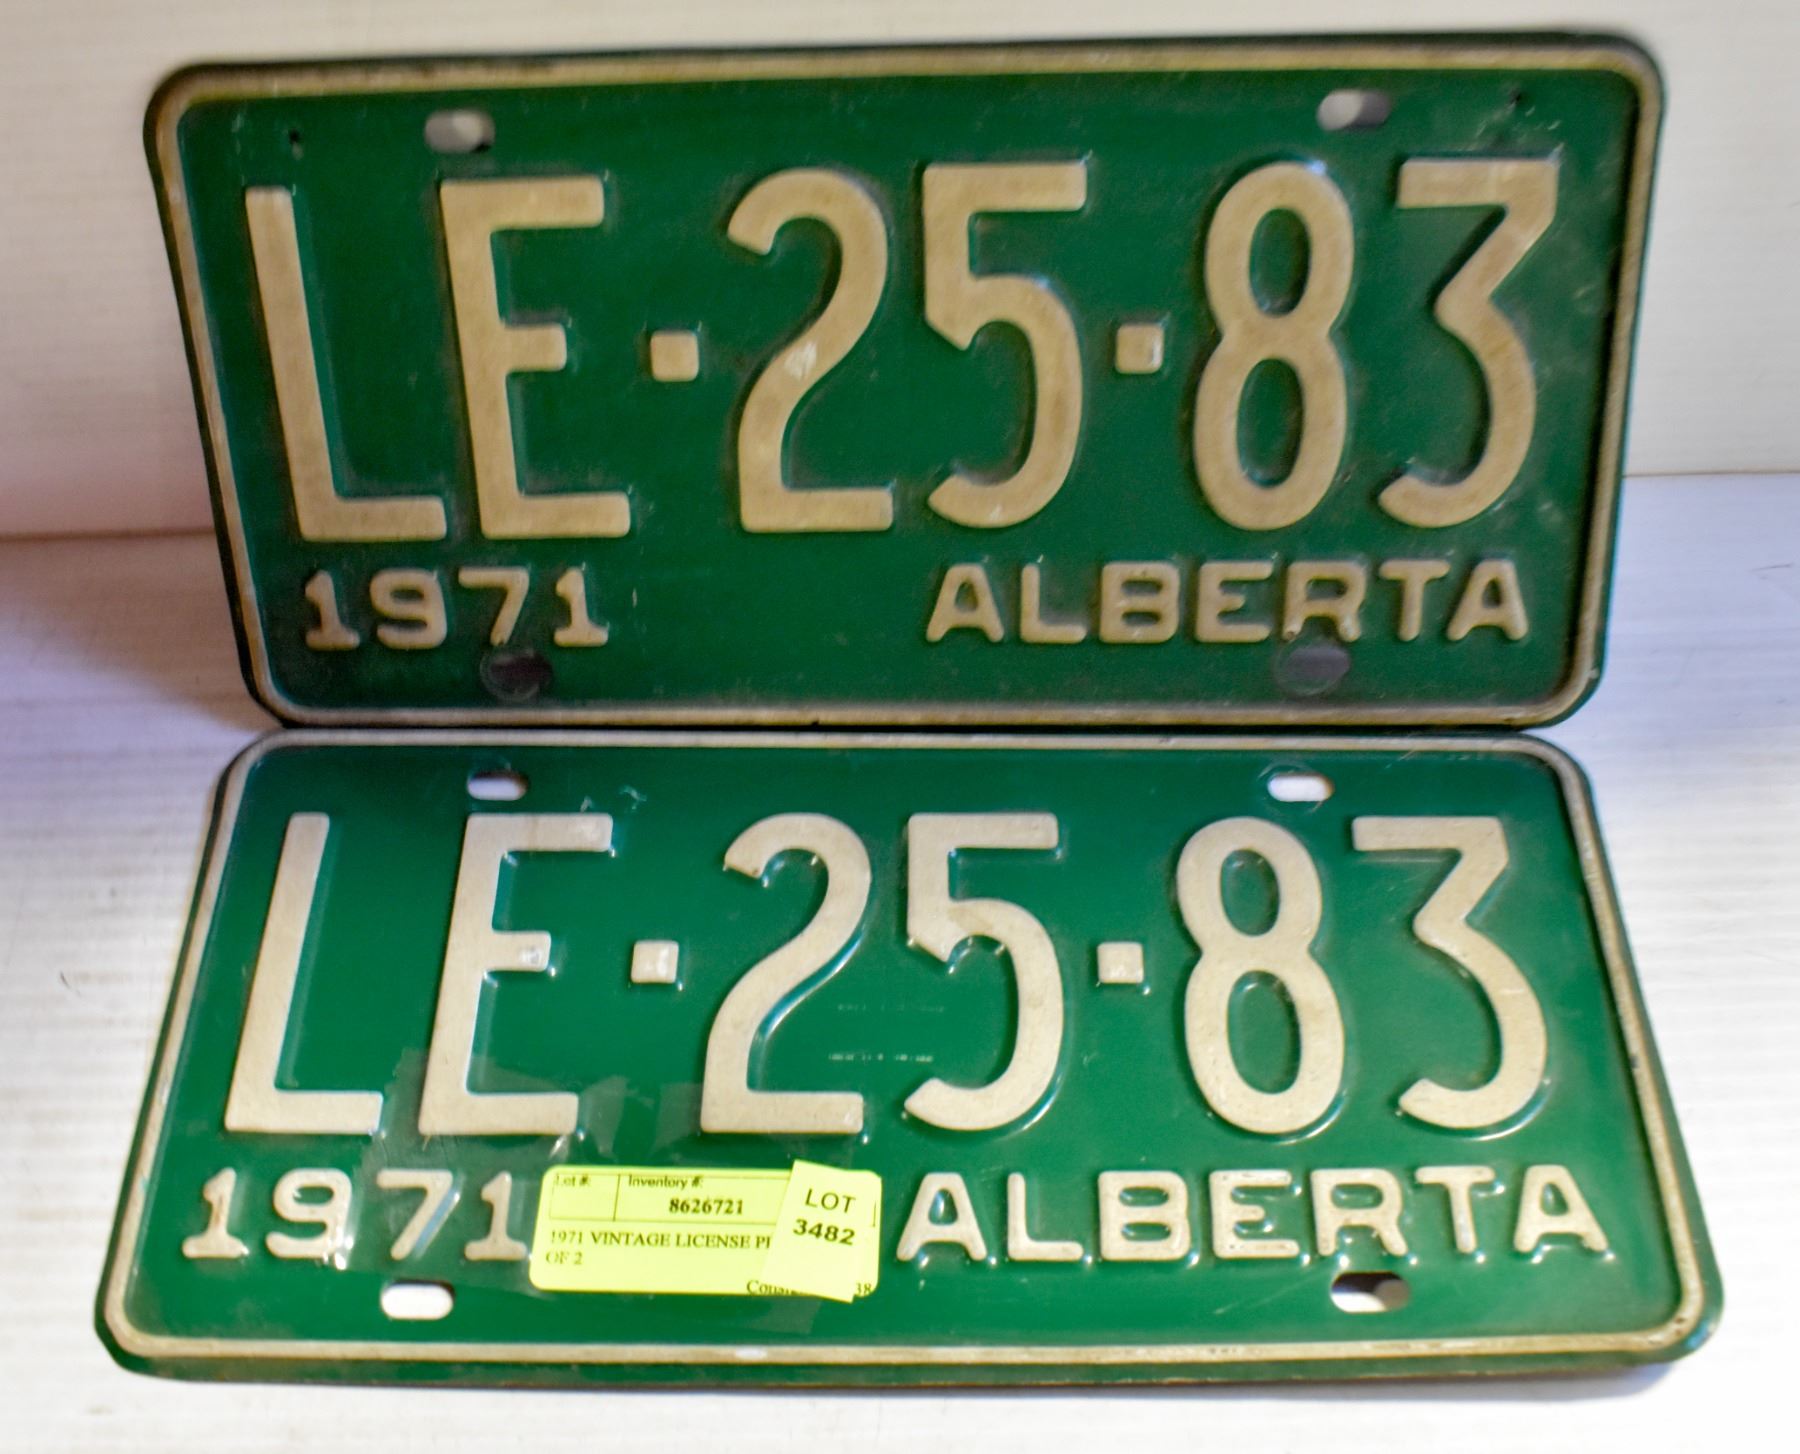 LE·25·83
1971 ALBERTA
LE·25·83
1971 ALBERTA
Lot #: Inventory #:
8626721
1971 VINTAGE LICENSE
OF 2
38
LOT
3482